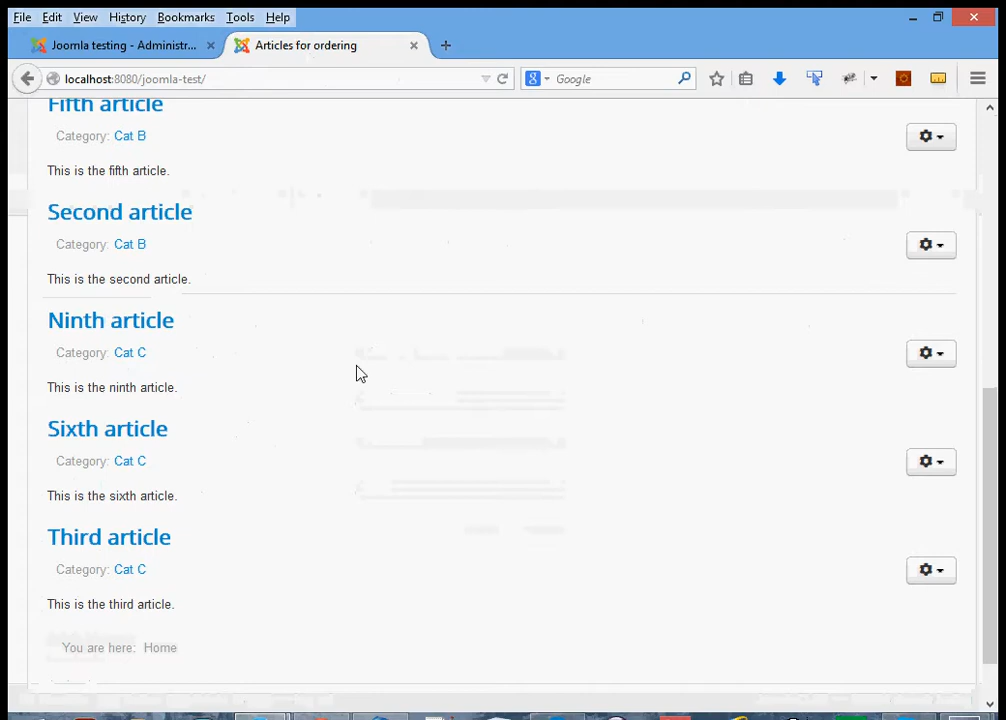 File Edit View History Bookmarks Tools Help
Joomla testing - Administr...
Articles for ordering
localhost:8080/joomla-test/
Google
Fifth article
Category: Cat B
This is the fifth article.
Second article
Category: Cat B
This is the second article.
Ninth article
Category: Cat C
This is the ninth article.
Sixth article
Category: Cat C
This is the sixth article.
Third article
Category: Cat C
This is the third article.
You are here: Home